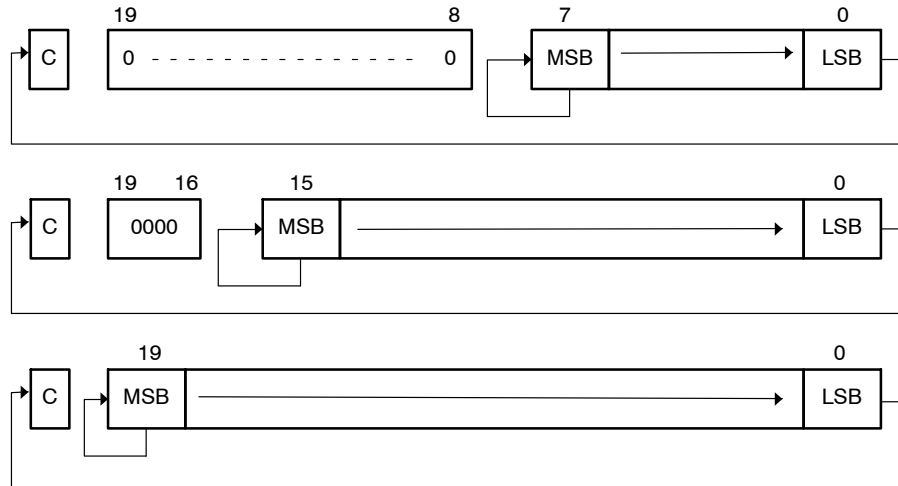 19 8 7 0
C 0 - - - - - - - - - - - - - - - 0 MSB LSB
19 16 15 0
C 0000 MSB LSB
19 0
C MSB LSB